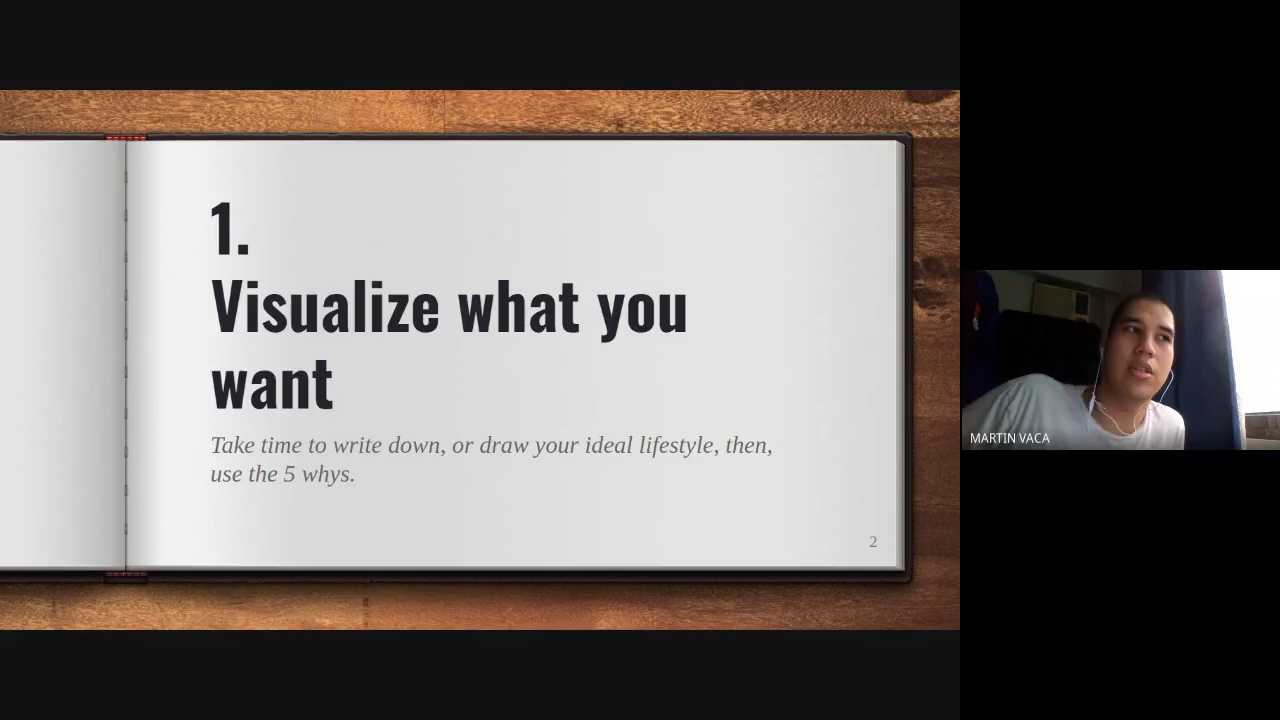 1.
Visualize what you
want
Take time to write down, or draw your ideal lifestyle, then,
use the 5 whys.
2
MARTIN VACA